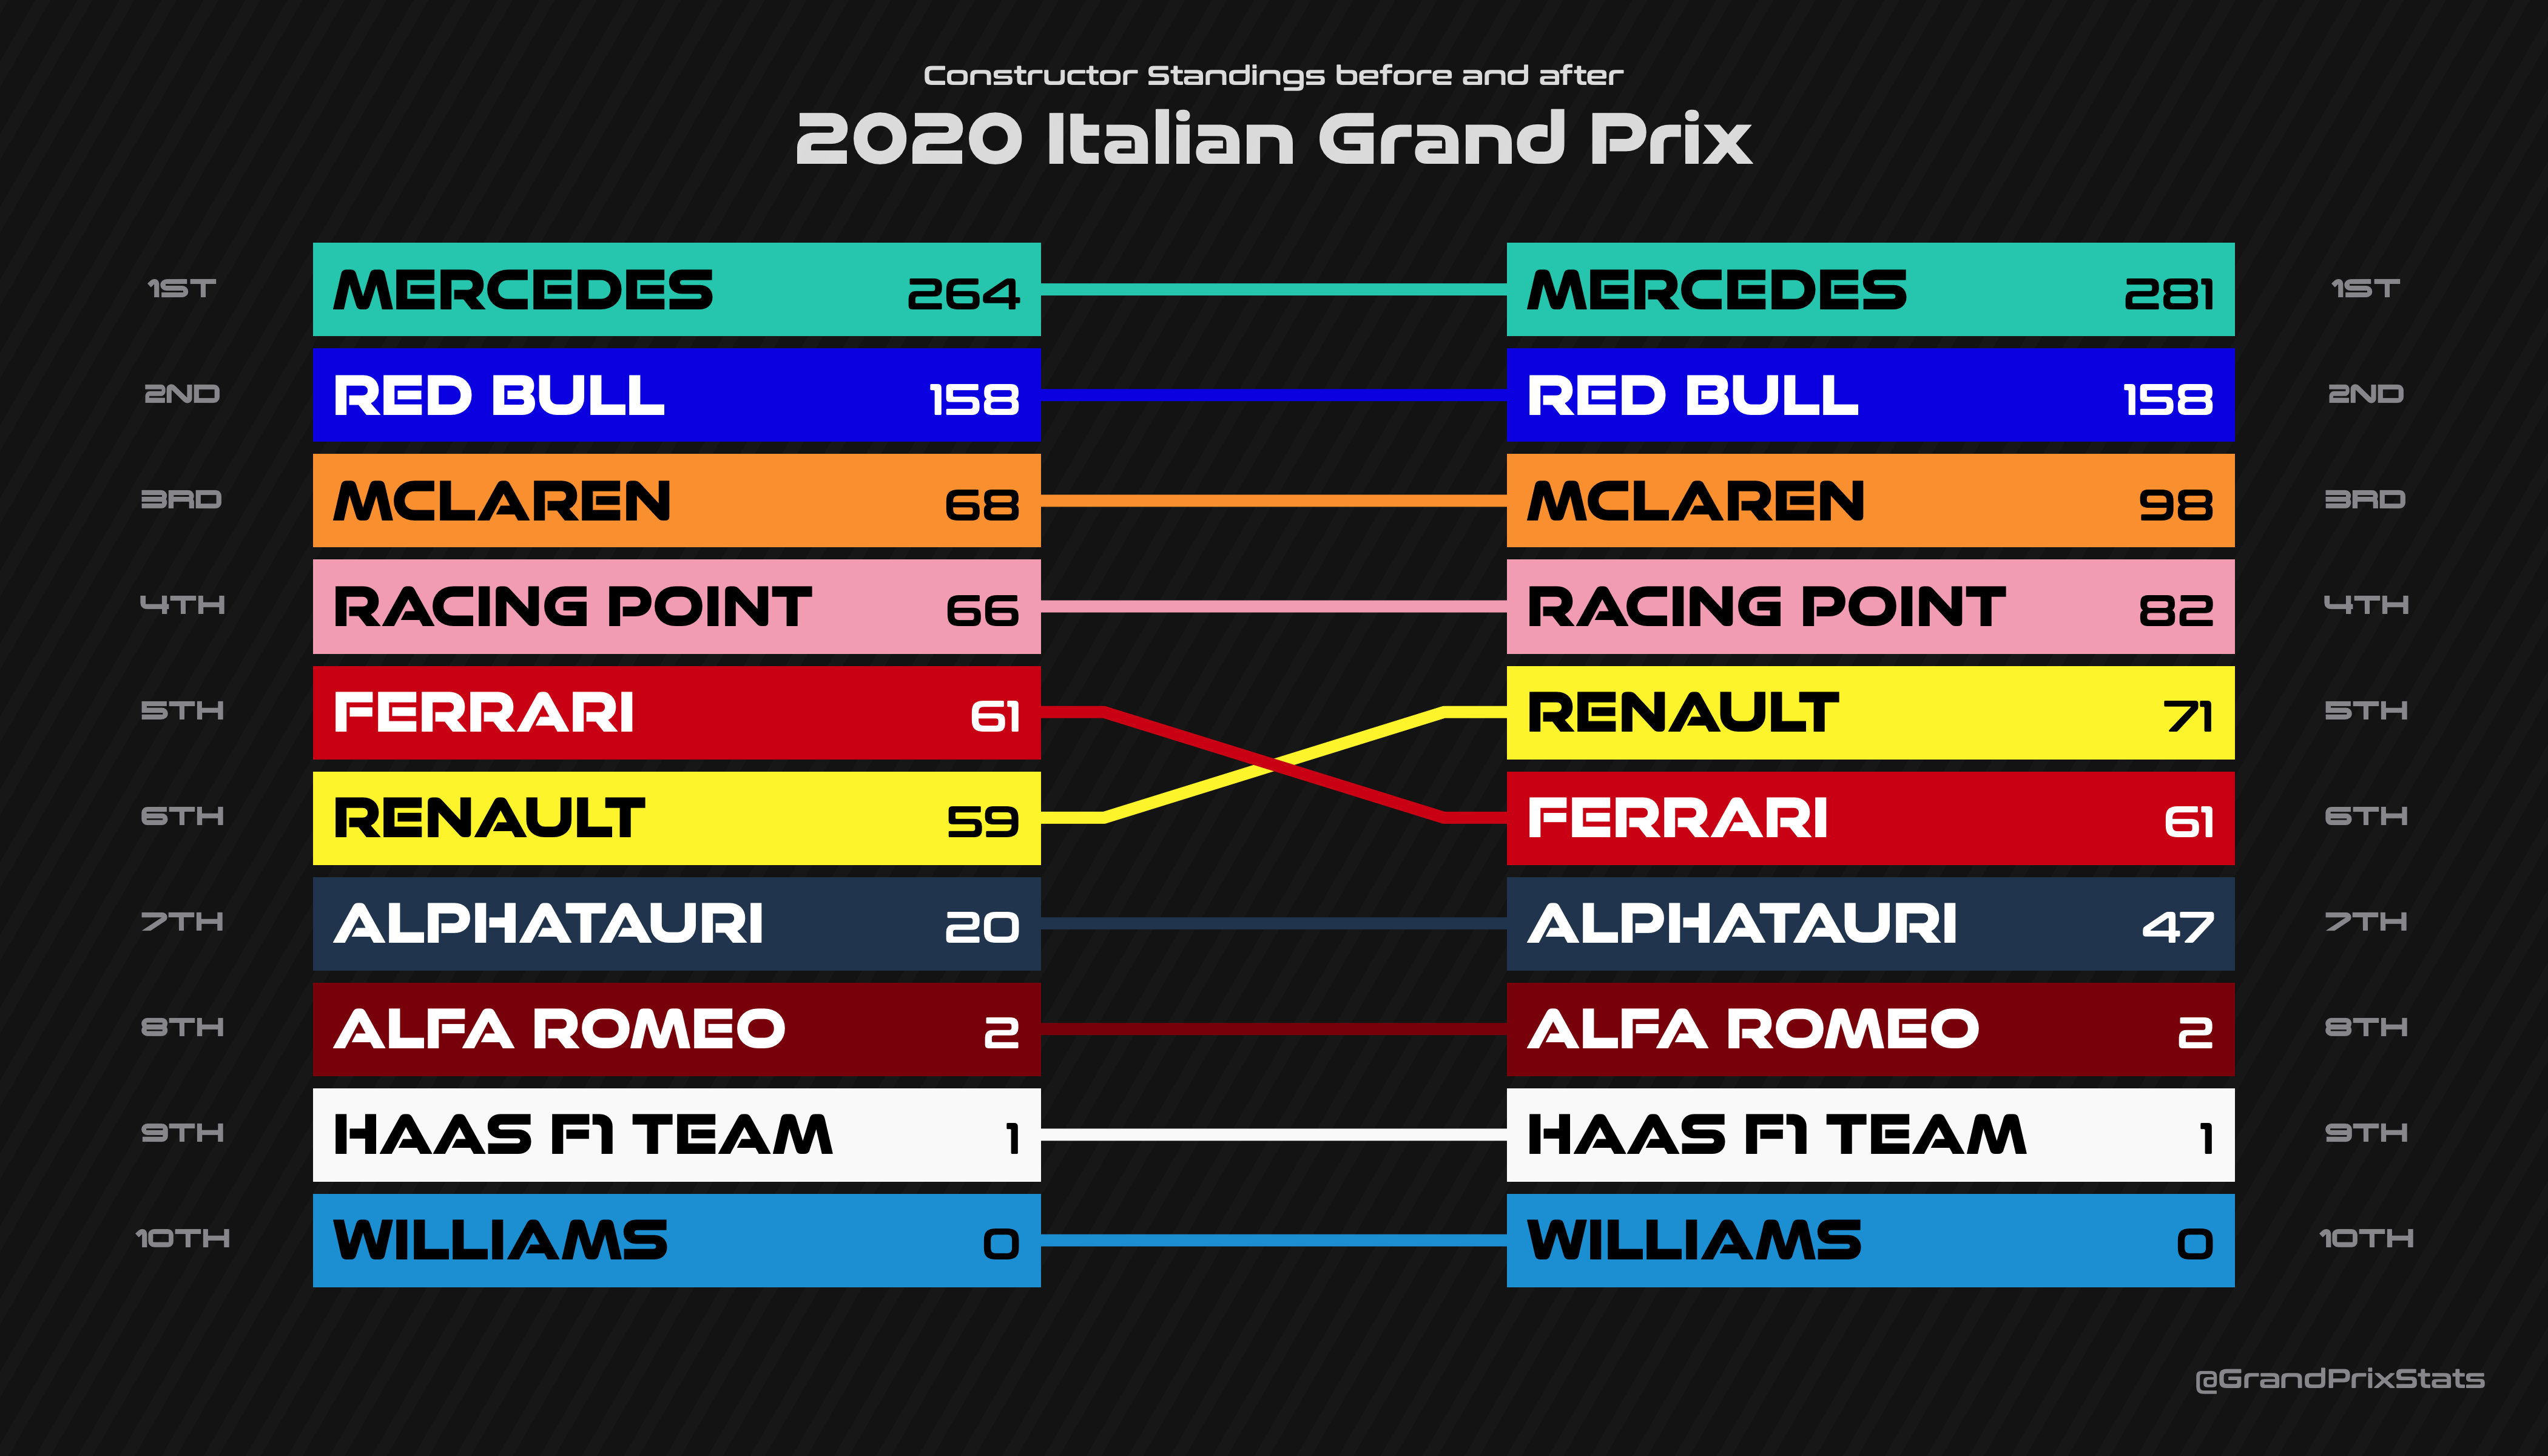 Constructor Standings before and after
2020 Italian Grand Prix
1ST MERCEDES 264 MERCEDES 281 1ST
2ND RED BULL 158 RED BULL 158 2ND
3RD MCLAREN 68 MCLAREN 98 3RD
4TH RACING POINT 66 RACING POINT 82 4TH
5TH FERRARI 61 RENAULT 71 5TH
6TH RENAULT 59 FERRARI 61 6TH
7TH ALPHATAURI 20 ALPHATAURI 47 7TH
8TH ALFA ROMEO 2 ALFA ROMEO 2 8TH
9TH HAAS F1 TEAM 1 HAAS F1 TEAM 1 9TH
10TH WILLIAMS 0 WILLIAMS 0 10TH
@GrandPrixStats